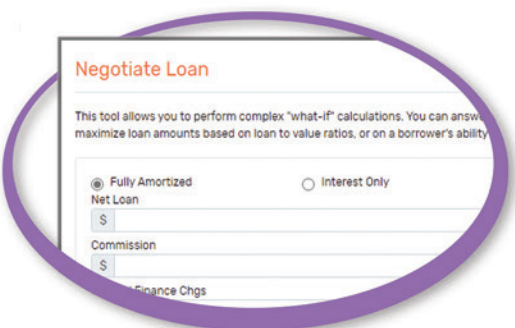 Negotiate Loan
This tool allows you to perform complex "what-if" calculations. You can answ
maximize loan amounts based on loan to value ratios, or on a borrower's ability
Fully Amortized Interest Only
Net Loan
$
Commission
$
Finance Chgs